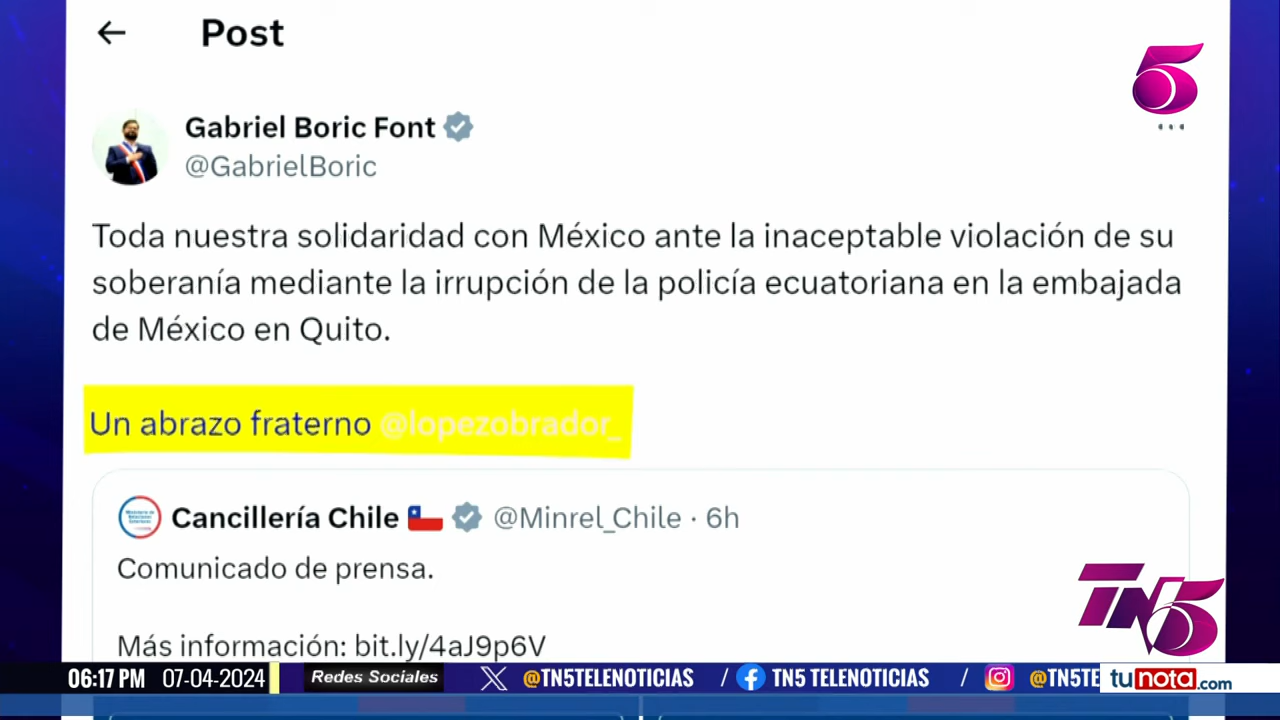 Post
5
Gabriel Boric Font
@GabrielBoric
Toda nuestra solidaridad con México ante la inaceptable violación de su
soberanía mediante la irrupción de la policía ecuatoriana en la embajada
de México en Quito.
Un abrazo fraterno @lopezobrador_
Cancillería Chile @Minrel_Chile · 6h
Comunicado de prensa.
Más información: bit.ly/4aJ9p6V
TN5
06:17 PM 07-04-2024 Redes Sociales @TN5TELENOTICIAS / TN5 TELENOTICIAS / @TN5TE tunota.com